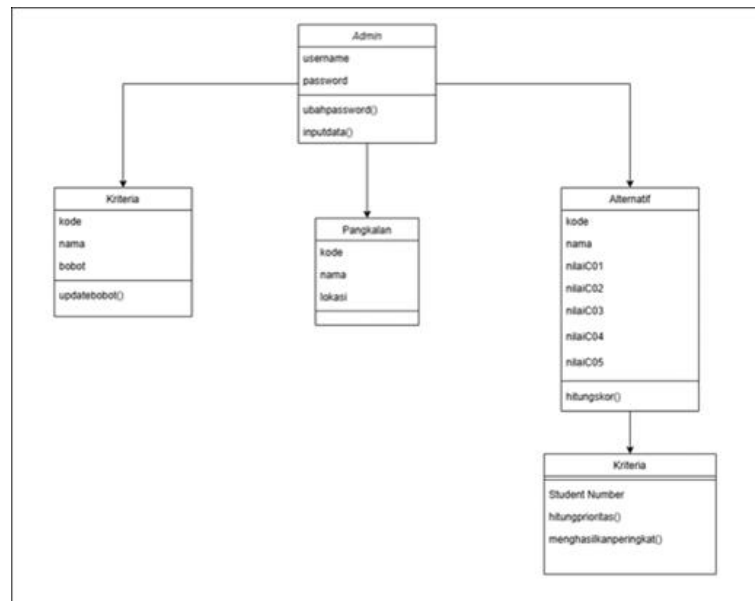 Admin
username
password
ubahpassword()
inputdata()
Kriteria
kode
nama
bobot
updatebobot()
Pangkalan
kode
nama
lokasi
Alternatif
kode
nama
nilaiC01
nilaiC02
nilaiC03
nilaiC04
nilaiC05
hitungskor()
Kriteria
Student Number
hitungprioritas()
menghasilkanperingkat()